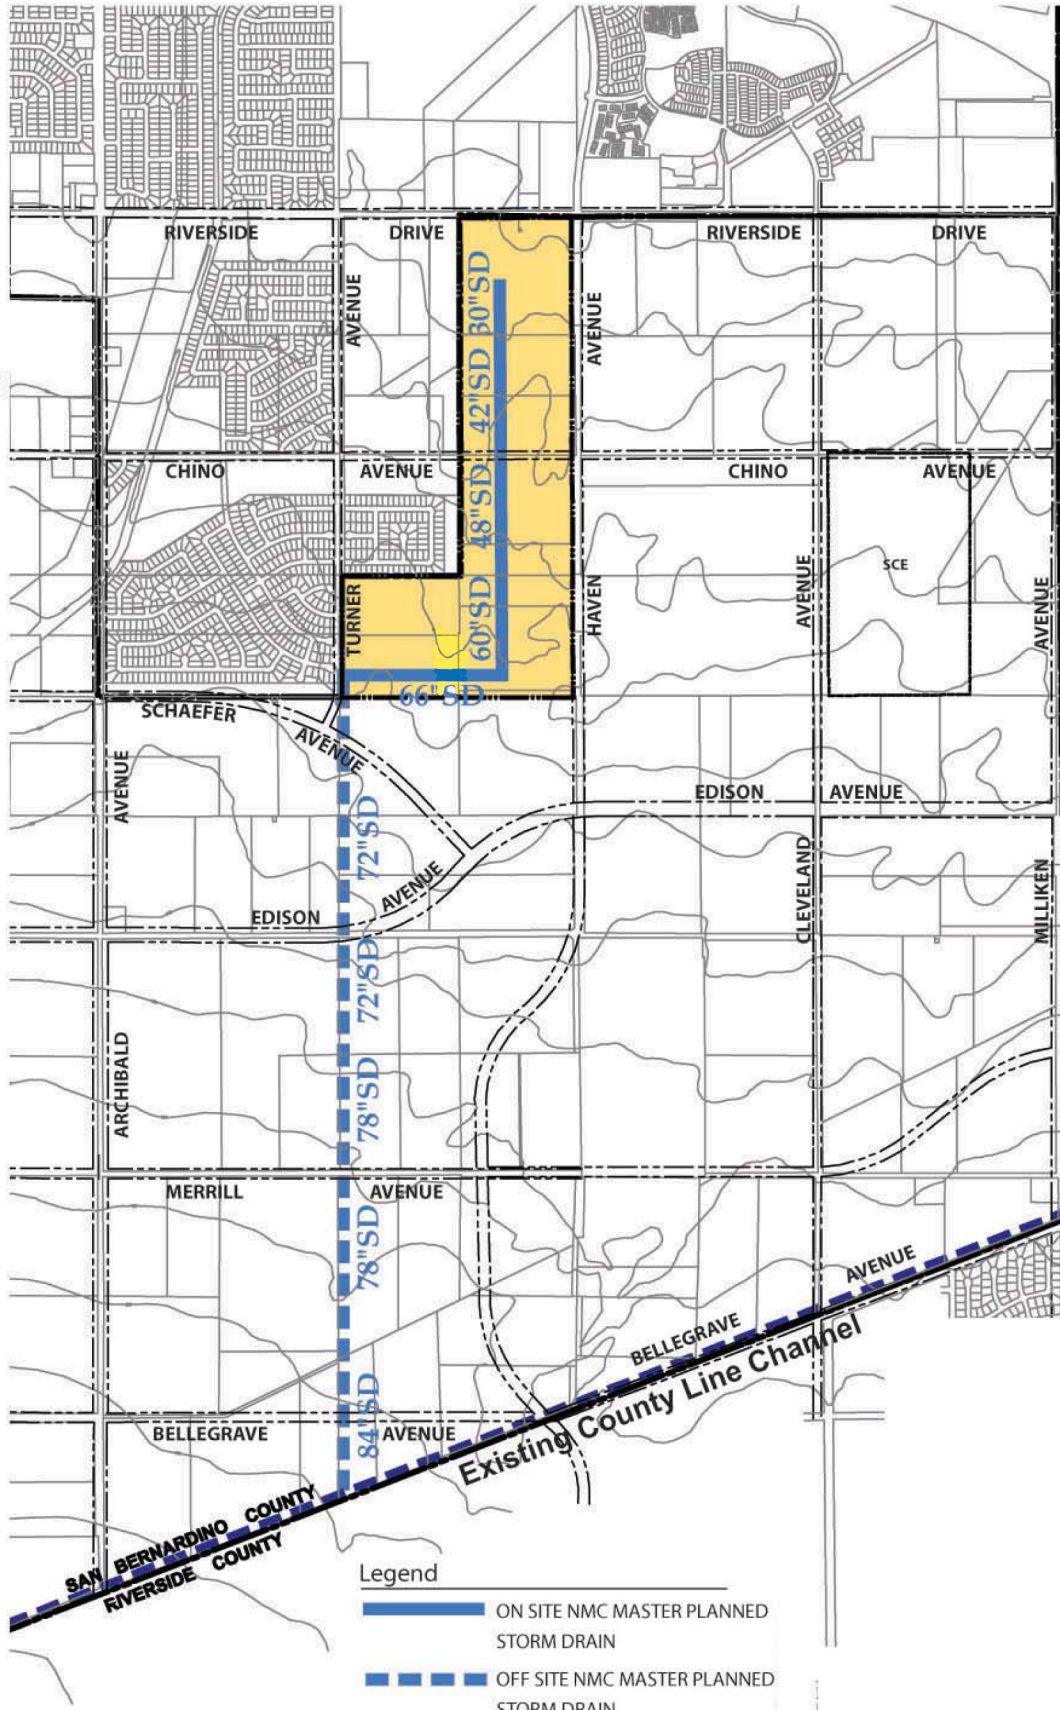 RIVERSIDE DRIVE RIVERSIDE DRIVE
30"SD
AVENUE
AVENUE
42"SD
CHINO AVENUE CHINO AVENUE
48"SD
SCE
AVENUE
HAVEN
TURNER
60"SD
AVENUE
66"SD
SCHAEFER
AVENUE
AVENUE
EDISON AVENUE
72"SD
CLEVELAND
MILLIKEN
AVENUE
EDISON
72"SD
ARCHIBALD
78"SD
MERRILL AVENUE
78"SD
AVENUE
BELLEGRAVE
Existing County Line Channel
84"SD
BELLEGRAVE AVENUE
SAN BERNARDINO COUNTY
RIVERSIDE COUNTY
Legend
ON SITE NMC MASTER PLANNED
STORM DRAIN
OFF SITE NMC MASTER PLANNED
STORM DRAIN